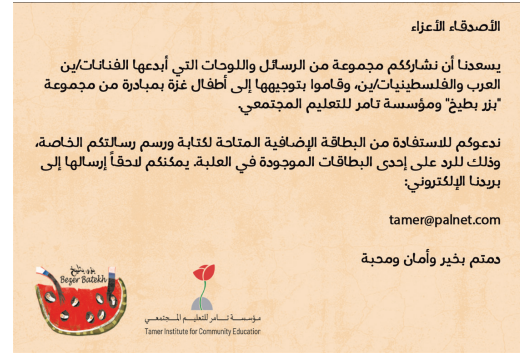 الأصدقاء الأعزاء
يسعدنا أن نشارككم مجموعة من الرسائل واللوحات التي أبدعها الفنانات/ين
العرب والفلسطينيات/ين، وقاموا بتوجيهها إلى أطفال غزة بمبادرة من مجموعة
"بزر بطيخ" ومؤسسة تامر للتعليم المجتمعي.
ندعوكم للاستفادة من البطاقة الإضافية المتاحة لكتابة ورسم رسالتكم الخاصة،
وذلك للرد على إحدى البطاقات الموجودة في العلبة. يمكنكم لاحقاً إرسالها إلى
بريدنا الإلكتروني:
tamer@palnet.com
دمتم بخير وأمان ومحبة
بزر بطيخ
Bezer Batekh
مؤسسة تامر للتعليم المجتمعي
Tamer Institute for Community Education